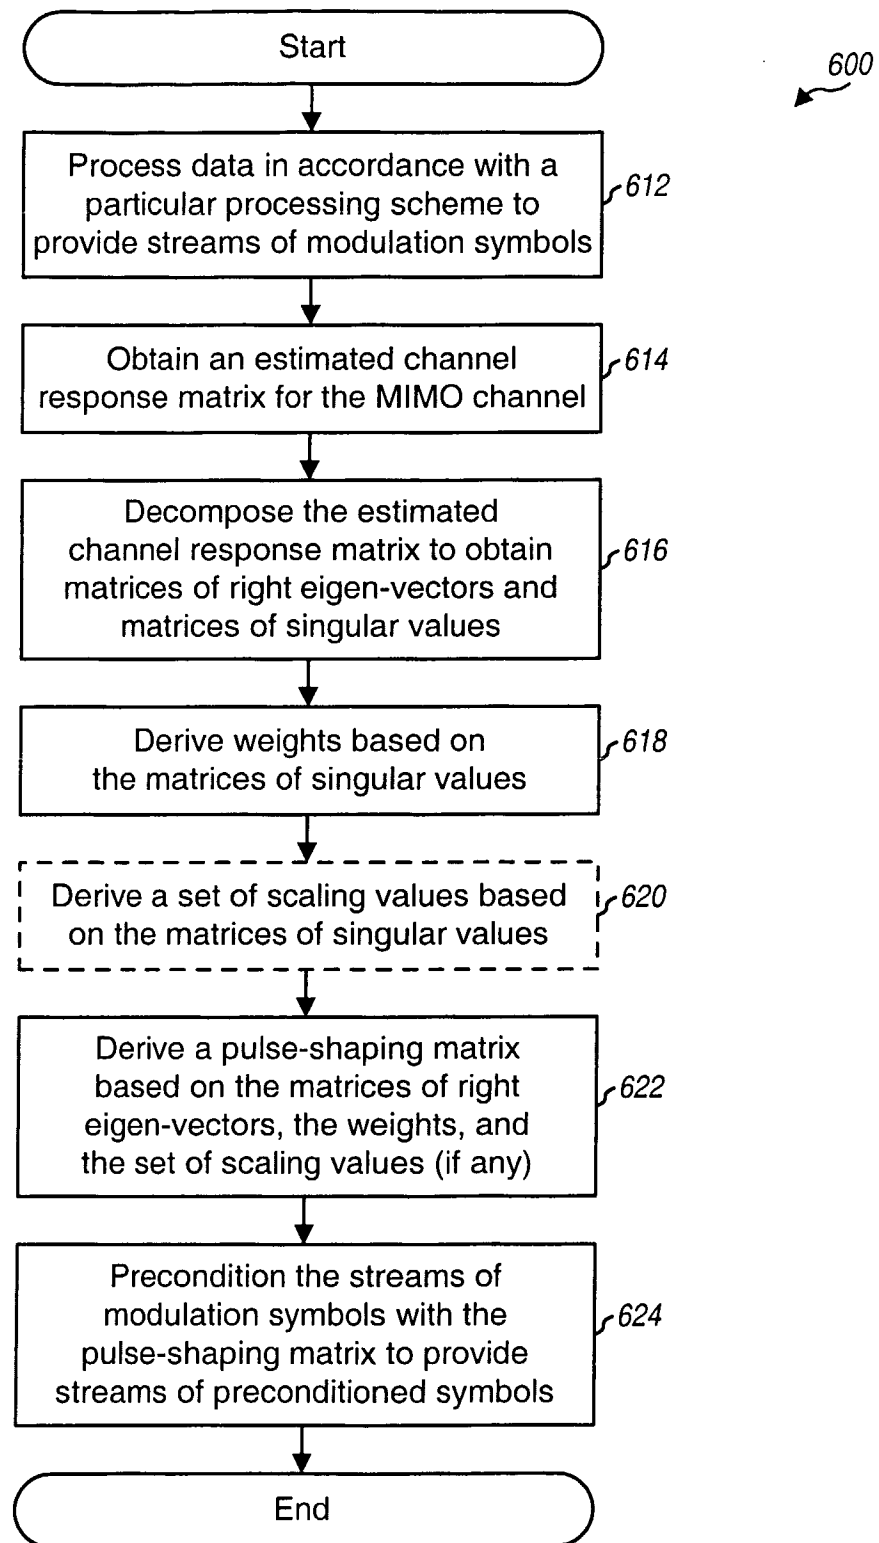 Start
600
Process data in accordance with a
particular processing scheme to
provide streams of modulation symbols
612
Obtain an estimated channel
response matrix for the MIMO channel
614
Decompose the estimated
channel response matrix to obtain
matrices of right eigen-vectors and
matrices of singular values
616
Derive weights based on
the matrices of singular values
618
Derive a set of scaling values based
on the matrices of singular values
620
Derive a pulse-shaping matrix
based on the matrices of right
eigen-vectors, the weights, and
the set of scaling values (if any)
622
Precondition the streams of
modulation symbols with the
pulse-shaping matrix to provide
streams of preconditioned symbols
624
End